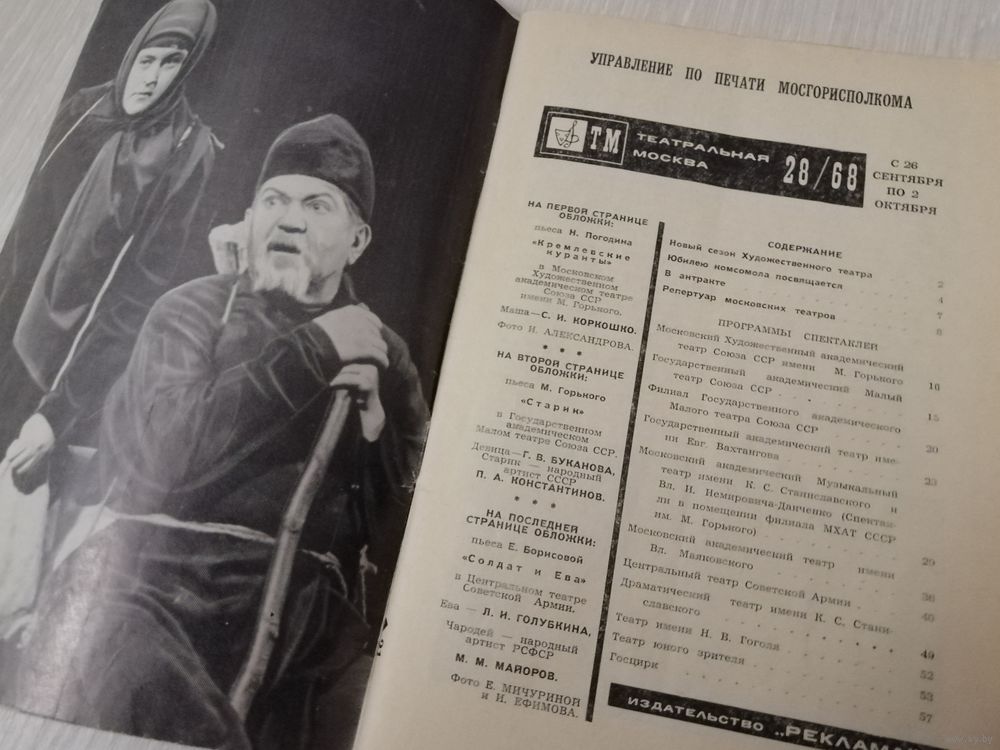 УПРАВЛЕНИЕ ПО ПЕЧАТИ МОСГОРИСПОЛКОМА
ТМ
ТЕАТРАЛЬНАЯ
МОСКВА
28/68
С 26
СЕНТЯБРЯ
ПО 2
ОКТЯБРЯ
НА ПЕРВОЙ СТРАНИЦЕ
ОБЛОЖКИ:
пьеса Н. Погодина
«Кремлевские
куранты»
в Московском
Художественном
академическом театре
Союза ССР
имени М. Горького.
Маша—С. И. КОРКОШКО.
Фото И. АЛЕКСАНДРОВА.
* * *
НА ВТОРОЙ СТРАНИЦЕ
ОБЛОЖКИ:
пьеса М. Горького
«Старик»
в Государственном
академическом
Малом театре Союза ССР.
Девица—Г. В. БУКАНОВА,
Старик — народный
артист СССР
П. А. КОНСТАНТИНОВ.
* * *
НА ПОСЛЕДНЕЙ
СТРАНИЦЕ ОБЛОЖКИ:
пьеса Е. Борисовой
«Солдат и Ева»
в Центральном театре
Советской Армии.
Ева — Л. И. ГОЛУБКИНА,
Чародей — народный
артист РСФСР
М. М. МАЙОРОВ.
Фото Е. МИЧУРИНОЙ
и И. ЕФИМОВА.
СОДЕРЖАНИЕ
Новый сезон Художественного театра 2
Юбилею комсомола посвящается 4
В антракте 7
Репертуар московских театров 8
ПРОГРАММЫ СПЕКТАКЛЕЙ
Московский Художественный академический
театр Союза ССР имени М. Горького
Государственный академический Малый
театр Союза ССР 15
Филиал Государственного академического
Малого театра Союза ССР 20
Государственный академический театр име-
ни Евг. Вахтангова 23
Московский академический Музыкальный
театр имени К. С. Станиславского и
Вл. И. Немировича-Данченко (Спектак-
ли в помещении филиала МХАТ СССР
им. М. Горького) 29
Московский академический театр имени
Вл. Маяковского 36
Центральный театр Советской Армии 40
Драматический театр имени К. С. Стани-
славского 49
Театр имени Н. В. Гоголя 52
Театр юного зрителя 53
Госцирк 57
ИЗДАТЕЛЬСТВО „РЕКЛАМА